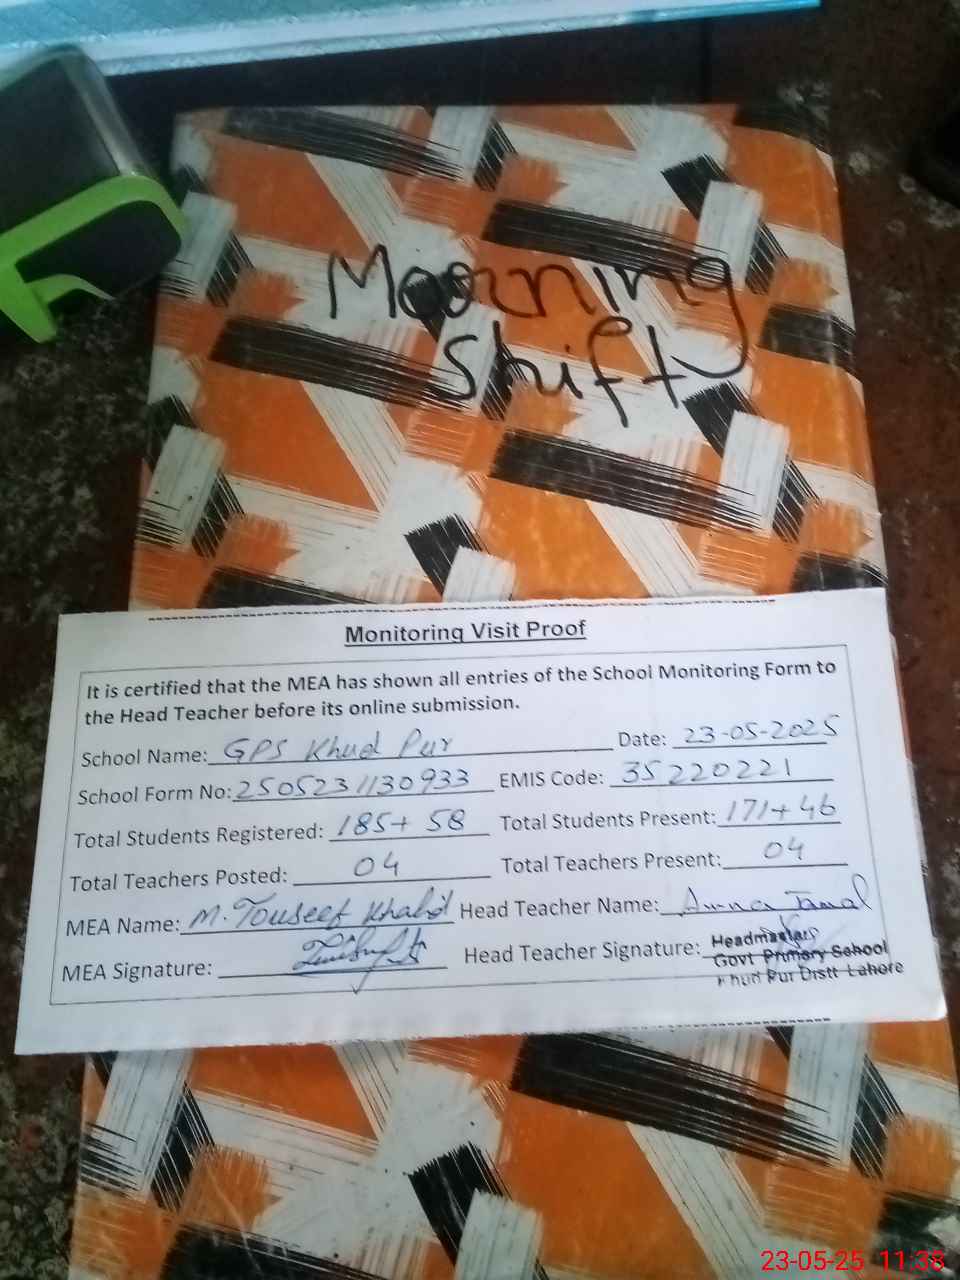 Moorning
Shift
Monitoring Visit Proof
It is certified that the MEA has shown all entries of the School Monitoring Form to
the Head Teacher before its online submission.
School Name: GPS Khud Pur Date: 23-05-2025
School Form No: 2505231130933 EMIS Code: 35220221
Total Students Registered: 185+ 58 Total Students Present: 171+46
Total Teachers Posted: 04 Total Teachers Present: 04
MEA Name: M. Touseef Khalid Head Teacher Name: Jamal
MEA Signature: Head Teacher Signature: Headmasters
Govt Primary School
Khud Pur Distt Lahore
23-05-25 11:38